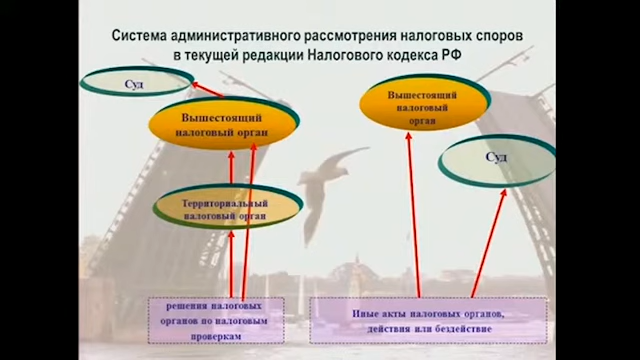 Система административного рассмотрения налоговых споров
в текущей редакции Налогового кодекса РФ
Суд
Вышестоящий
налоговый орган
Территориальный
налоговый орган
решения налоговых
органов по налоговым
проверкам
Вышестоящий
налоговый
орган
Суд
Иные акты налоговых органов,
действия или бездействие